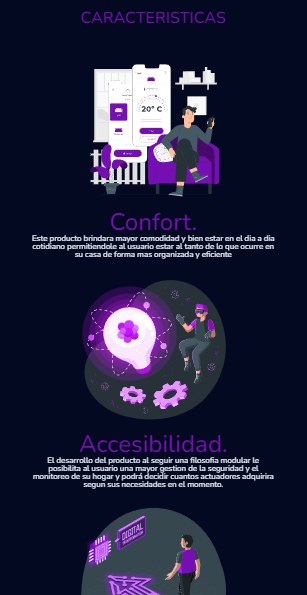 CARACTERISTICAS
20° C
Confort.
Este producto brindara mayor comodidad y bien estar en el dia a dia
cotidiano permitiendole al usuario estar al tanto de lo que ocurre en
su casa de forma mas organizada y eficiente
Accesibilidad.
El desarrollo del producto al seguir una filosofia modular le
posibilita al usuario una mayor gestion de la seguridad y el
monitoreo de su hogar y podrá decidir cuantos actuadores adquirira
segun sus necesidades en el momento.
DIGITAL